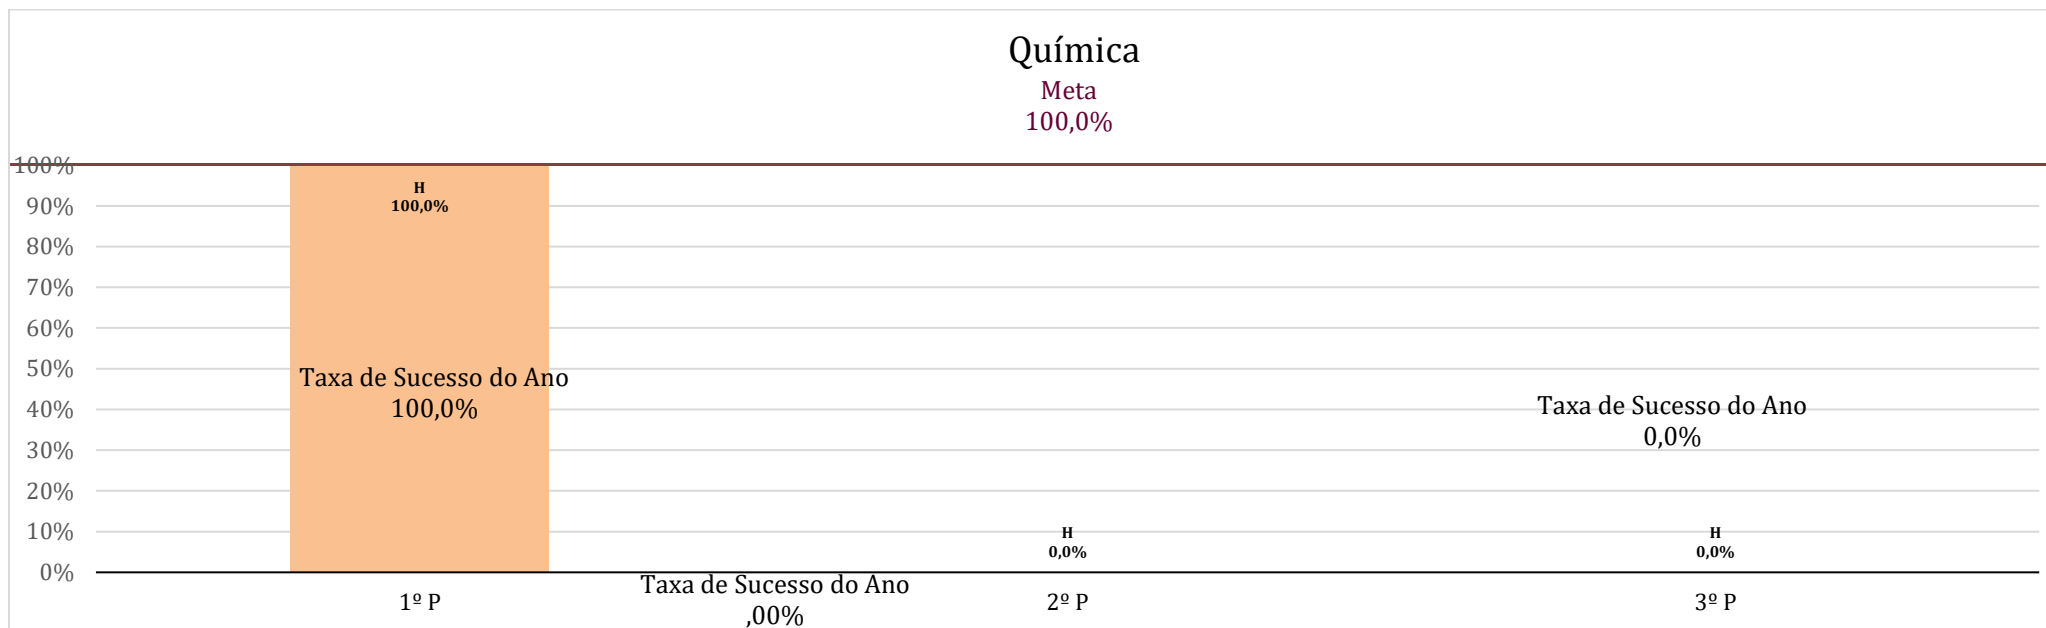 Química
Meta
100,0%
100%
H
100,0%
90%
80%
70%
60%
50%
Taxa de Sucesso do Ano
100,0%
40%
Taxa de Sucesso do Ano
0,0%
30%
20%
10%
H
0,0%
H
0,0%
0%
Taxa de Sucesso do Ano
,00%
1º P
2º P
3º P